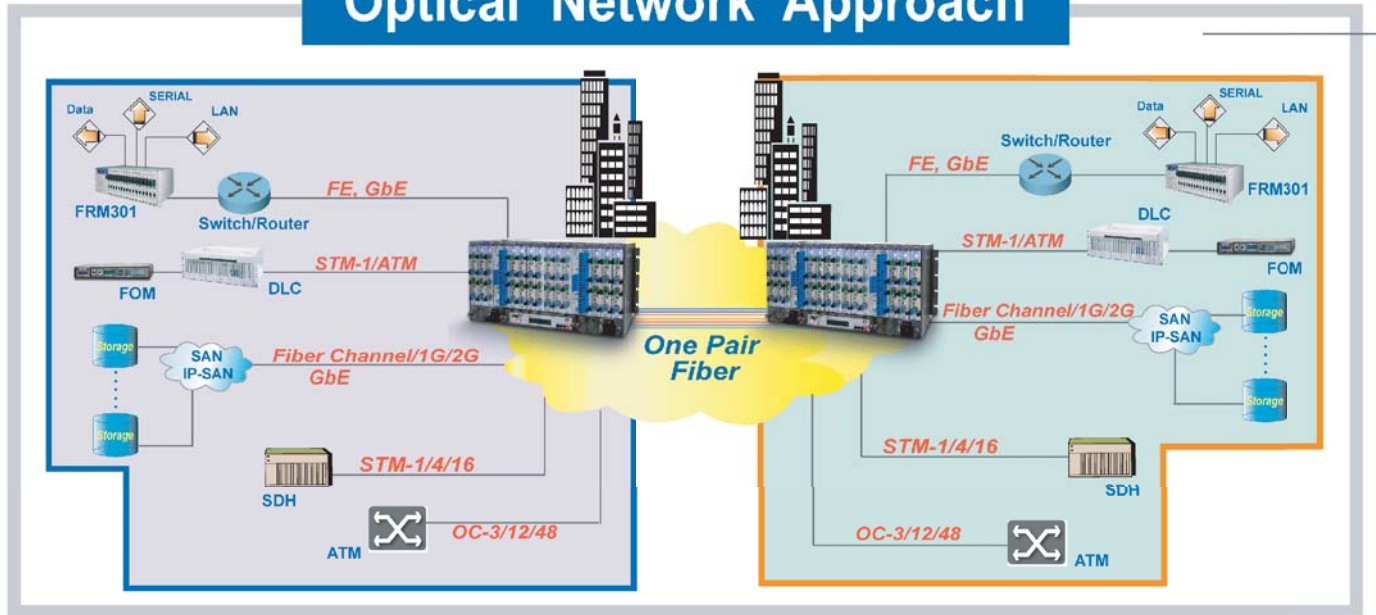 Optical Network Approach
Data
SERIAL
LAN
FRM301
Switch/Router
FE, GbE
FOM
DLC
STM-1/ATM
Storage
Storage
SAN
IP-SAN
Fiber Channel/1G/2G
GbE
SDH
STM-1/4/16
ATM
OC-3/12/48
One Pair
Fiber
Data
SERIAL
LAN
Switch/Router
FE, GbE
FRM301
DLC
STM-1/ATM
FOM
Fiber Channel/1G/2G
GbE
SAN
IP-SAN
Storage
Storage
STM-1/4/16
SDH
OC-3/12/48
ATM